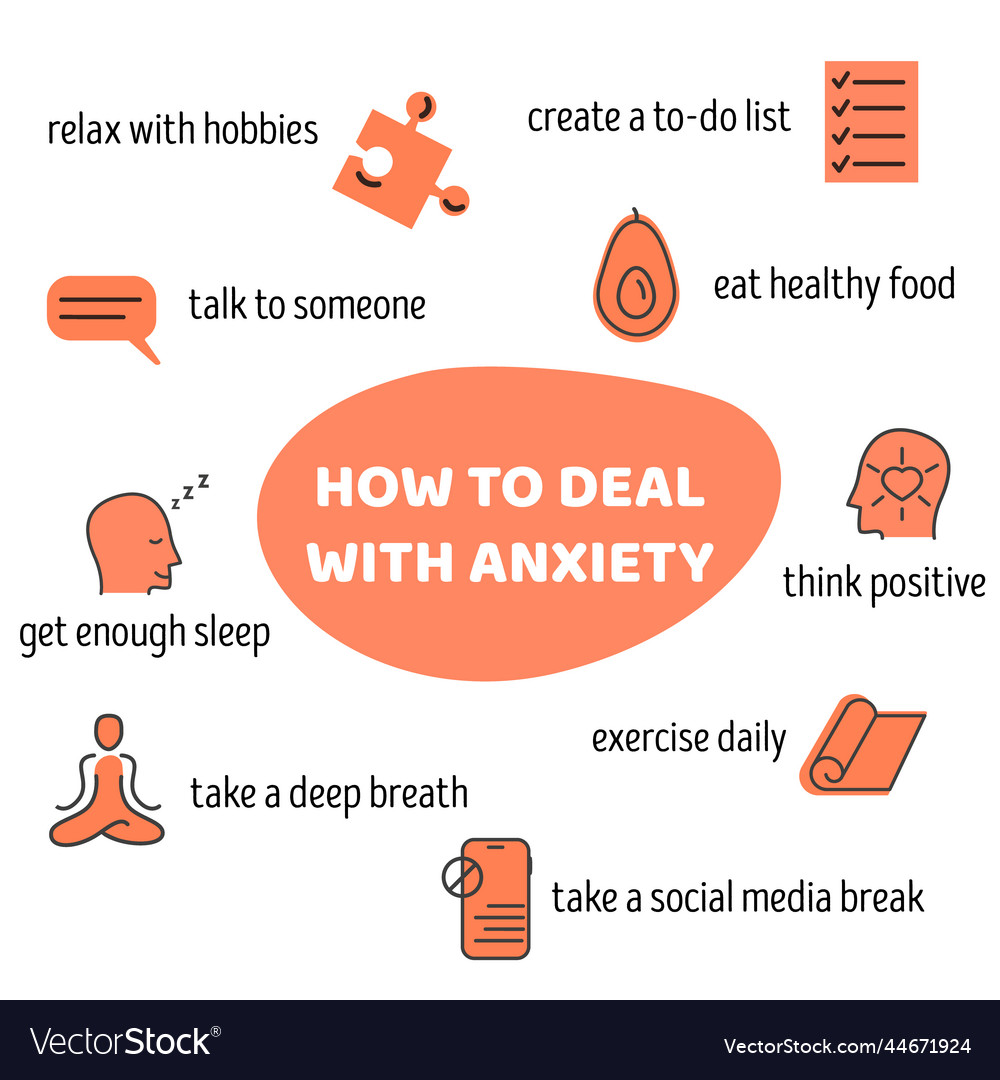 relax with hobbies
create a to-do list
talk to someone
eat healthy food
HOW TO DEAL
WITH ANXIETY
z z z
get enough sleep
think positive
exercise daily
take a deep breath
take a social media break
VectorStock®
VectorStock.com/44671924